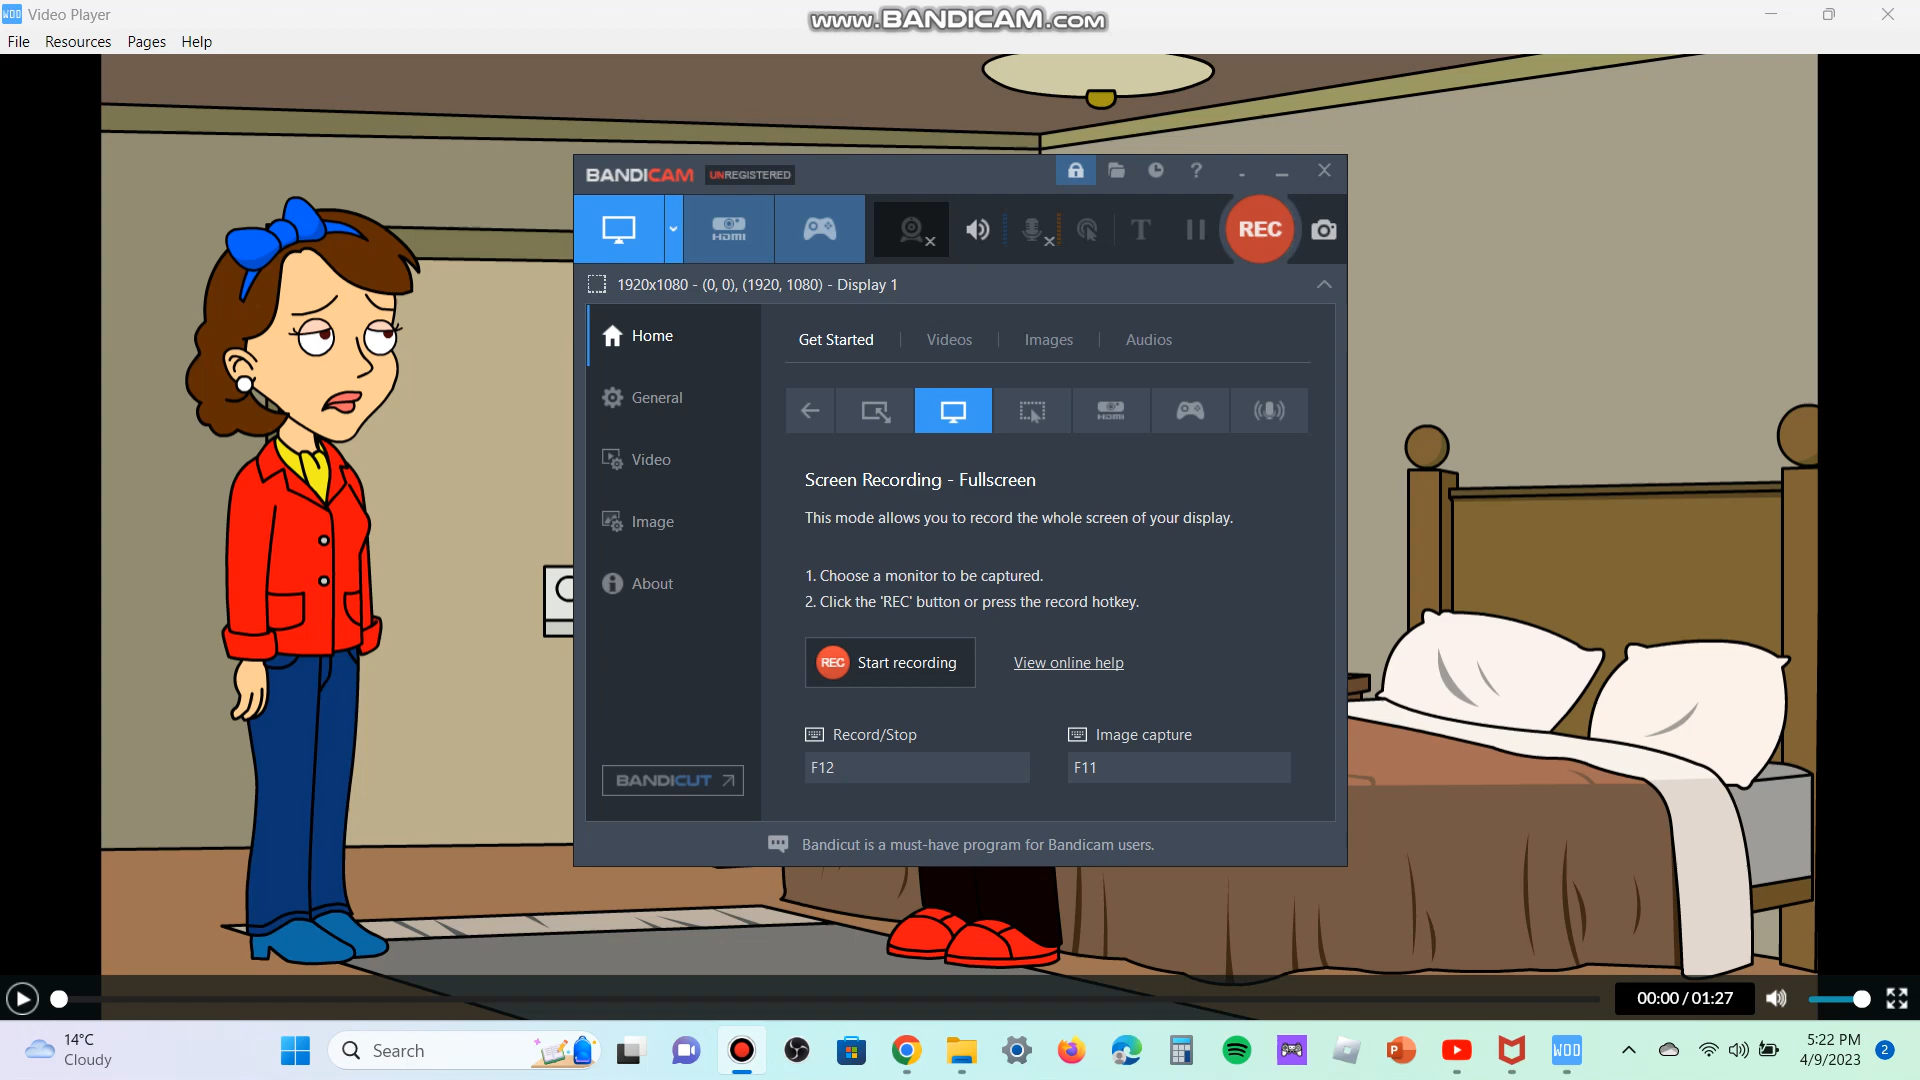 Video Player
www.BANDICAM.com
File Resources Pages Help
BANDICAM UNREGISTERED
HDMI
T
REC
1920x1080 - (0, 0), (1920, 1080) - Display 1
Home
General
Video
Image
About
Get Started
Videos
Images
Audios
HDMI
Screen Recording - Fullscreen
This mode allows you to record the whole screen of your display.
1. Choose a monitor to be captured.
2. Click the 'REC' button or press the record hotkey.
REC Start recording
View online help
Record/Stop
Image capture
F12
F11
BANDICUT
Bandicut is a must-have program for Bandicam users.
00:00 / 01:27
14°C
Cloudy
Search
WOO
5:22 PM
4/9/2023
2